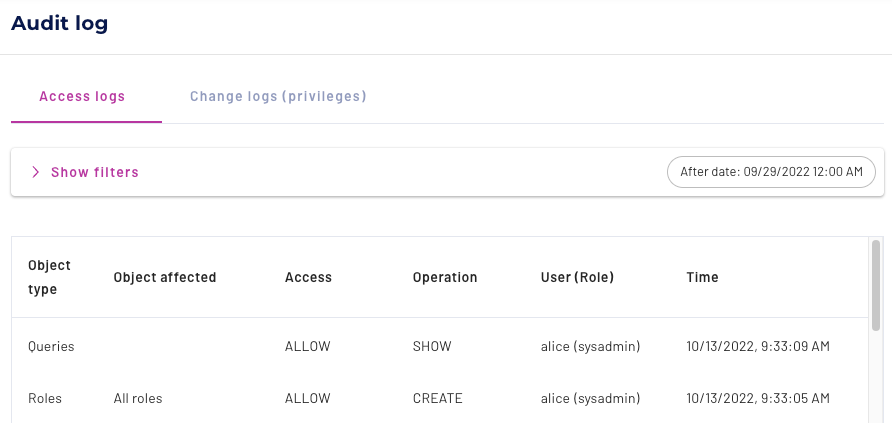 Audit log
Access logs Change logs (privileges)
Show filters After date: 09/29/2022 12:00 AM
Object type Object affected Access Operation User (Role) Time
Queries ALLOW SHOW alice (sysadmin) 10/13/2022, 9:33:09 AM
Roles All roles ALLOW CREATE alice (sysadmin) 10/13/2022, 9:33:05 AM